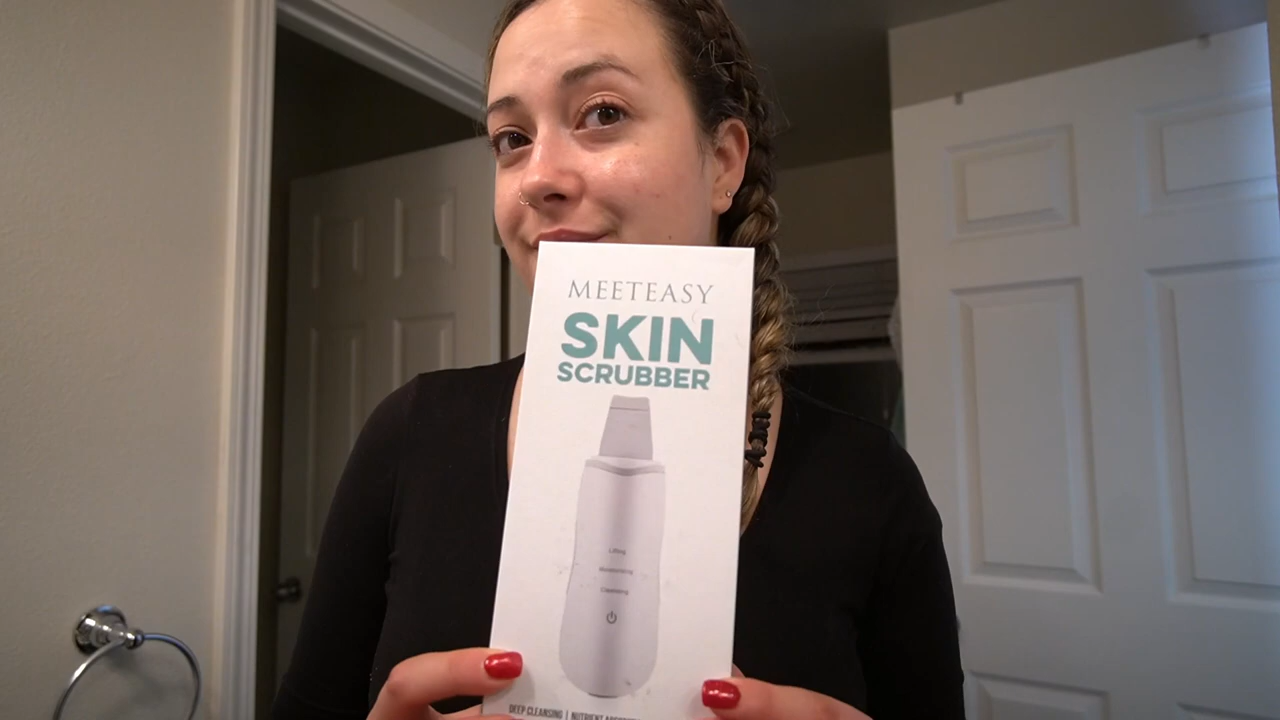 MEETEASY
SKIN
SCRUBBER
Lifting
Moisturizing
Cleansing
DEEP CLEANSING | NUTRIENT